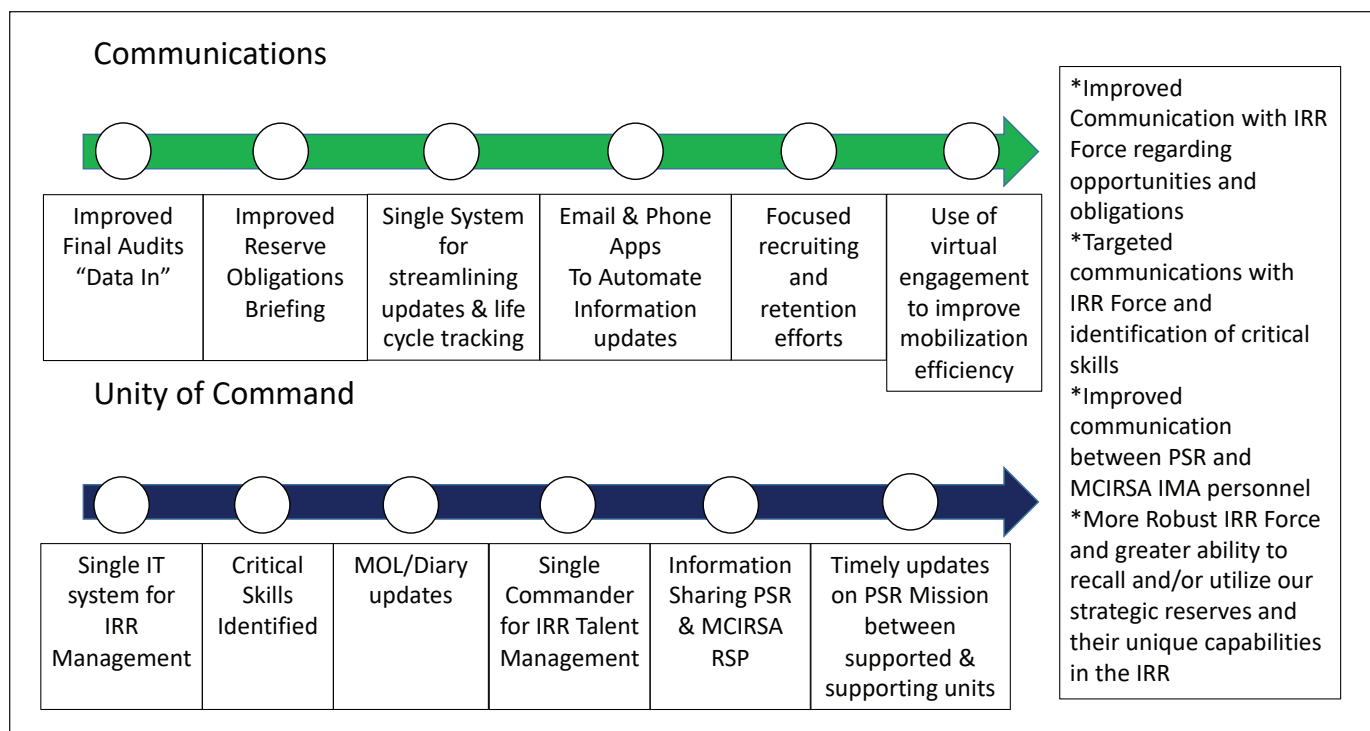 Communications
Improved
Final Audits
“Data In”
Improved
Reserve
Obligations
Briefing
Single System
for
streamlining
updates & life
cycle tracking
Email & Phone
Apps
To Automate
Information
updates
Focused
recruiting
and
retention
efforts
Use of
virtual
engagement
to improve
mobilization
efficiency
Unity of Command
Single IT
system for
IRR
Management
Critical
Skills
Identified
MOL/Diary
updates
Single
Commander
for IRR Talent
Management
Information
Sharing PSR
& MCIRSA
RSP
Timely updates
on PSR Mission
between
supported &
supporting units
*Improved
Communication with IRR
Force regarding
opportunities and
obligations
*Targeted
communications with
IRR Force and
identification of critical
skills
*Improved
communication
between PSR and
MCIRSA IMA personnel
*More Robust IRR Force
and greater ability to
recall and/or utilize our
strategic reserves and
their unique capabilities
in the IRR